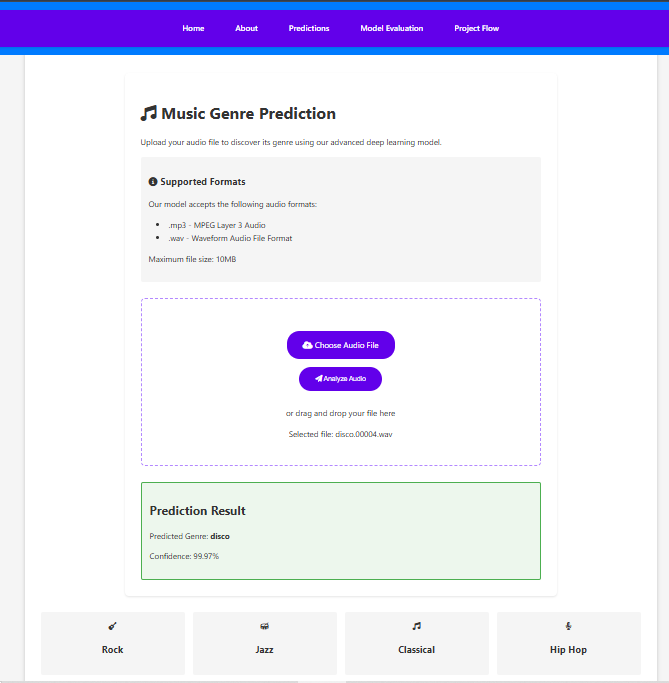 Home About Predictions Model Evaluation Project Flow
Music Genre Prediction
Upload your audio file to discover its genre using our advanced deep learning model.
Supported Formats
Our model accepts the following audio formats:
.mp3 - MPEG Layer 3 Audio
.wav - Waveform Audio File Format
Maximum file size: 10MB
Choose Audio File
Analyze Audio
or drag and drop your file here
Selected file: disco.00004.wav
Prediction Result
Predicted Genre: disco
Confidence: 99.97%
Rock Jazz Classical Hip Hop